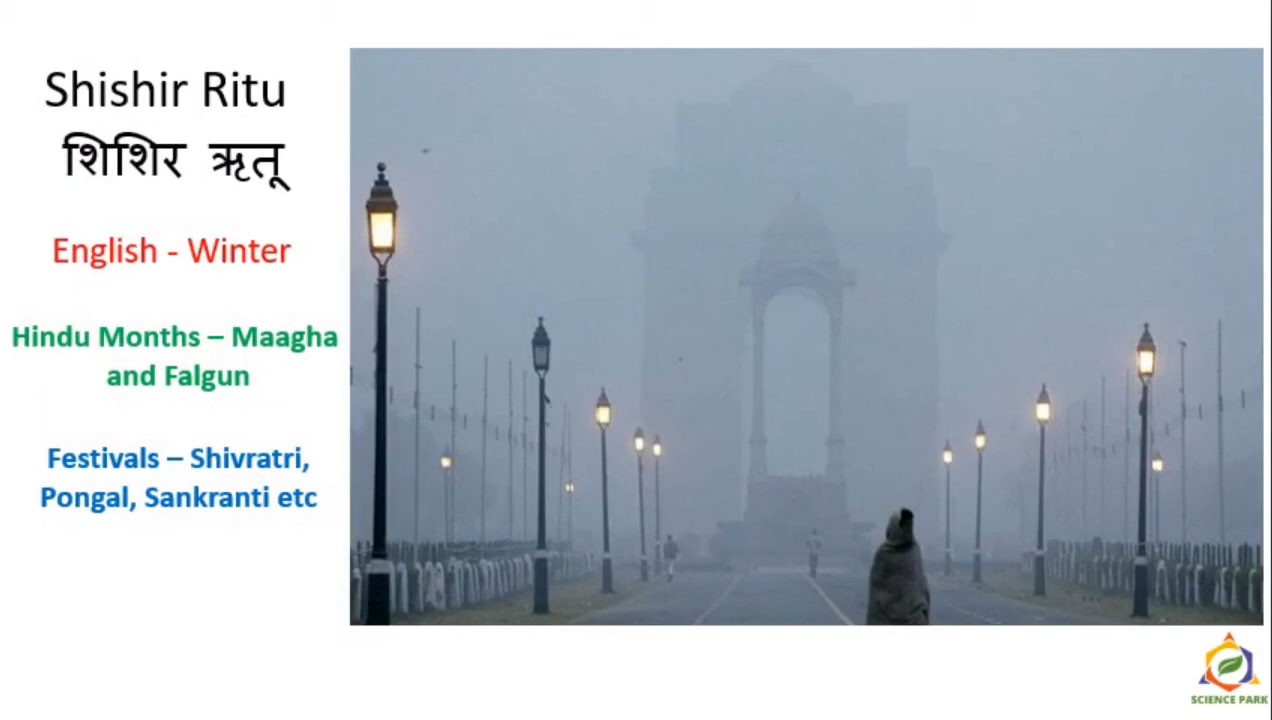 Shishir Ritu
शिशिर ऋतू
English - Winter
Hindu Months – Maagha
and Falgun
Festivals – Shivratri,
Pongal, Sankranti etc
SCIENCE PARK